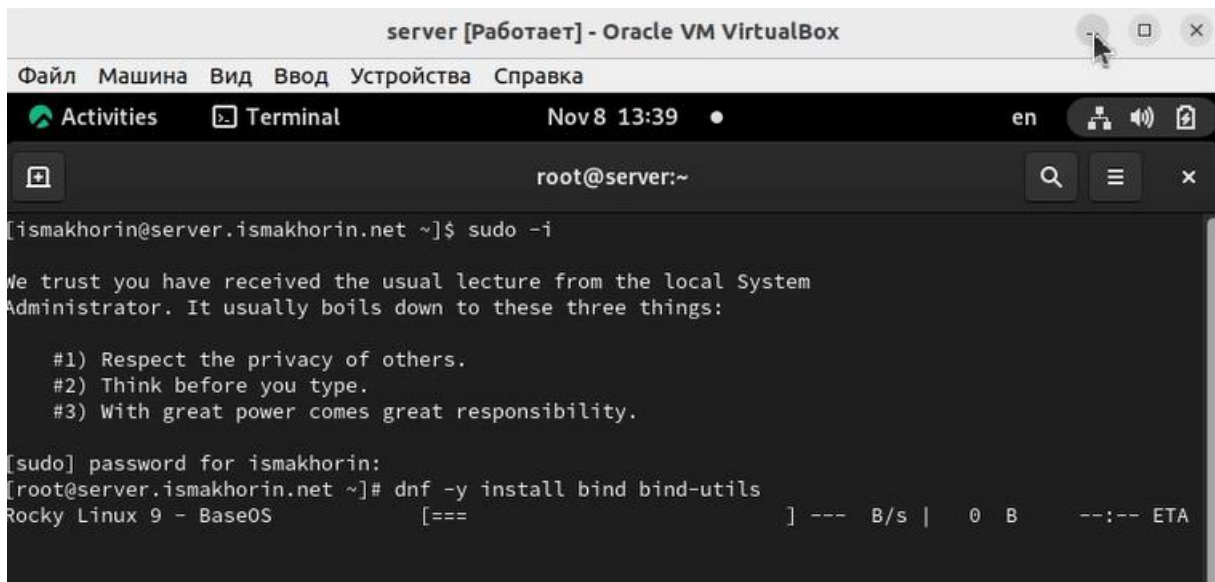 server [Работает] - Oracle VM VirtualBox
Файл Машина Вид Ввод Устройства Справка
Activities Terminal Nov 8 13:39 en
root@server:~
[ismakhorin@server.ismakhorin.net ~]$ sudo -i
We trust you have received the usual lecture from the local System
Administrator. It usually boils down to these three things:
#1) Respect the privacy of others.
#2) Think before you type.
#3) With great power comes great responsibility.
[sudo] password for ismakhorin:
[root@server.ismakhorin.net ~]# dnf -y install bind bind-utils
Rocky Linux 9 - BaseOS [=== ] --- B/s | 0 B --:-- ETA